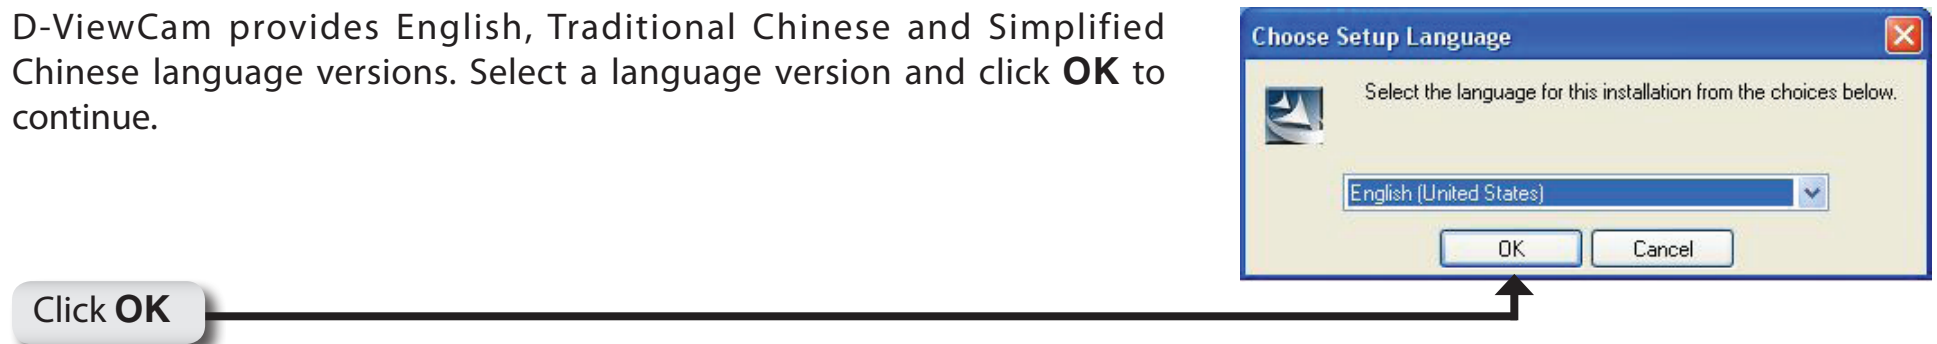 D-ViewCam provides English, Traditional Chinese and Simplified
Chinese language versions. Select a language version and click OK to
continue.
Choose Setup Language
Select the language for this installation from the choices below.
English (United States)
OK
Cancel
Click OK